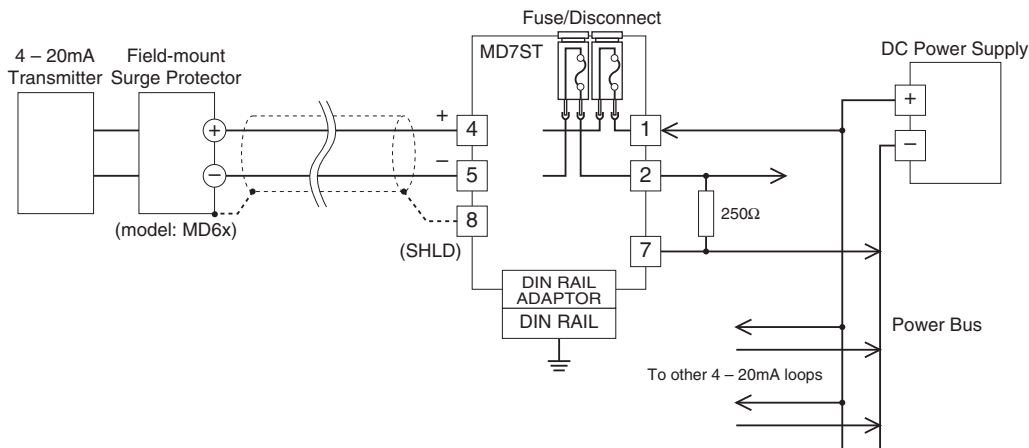 Fuse/Disconnect
MD7ST
4 – 20mA
Transmitter
Field-mount
Surge Protector
DC Power Supply
+
–
+
–
+
4
–
5
8
1
2
7
250Ω
(model: MD6x)
(SHLD)
DIN RAIL
ADAPTOR
DIN RAIL
Power Bus
To other 4 – 20mA loops